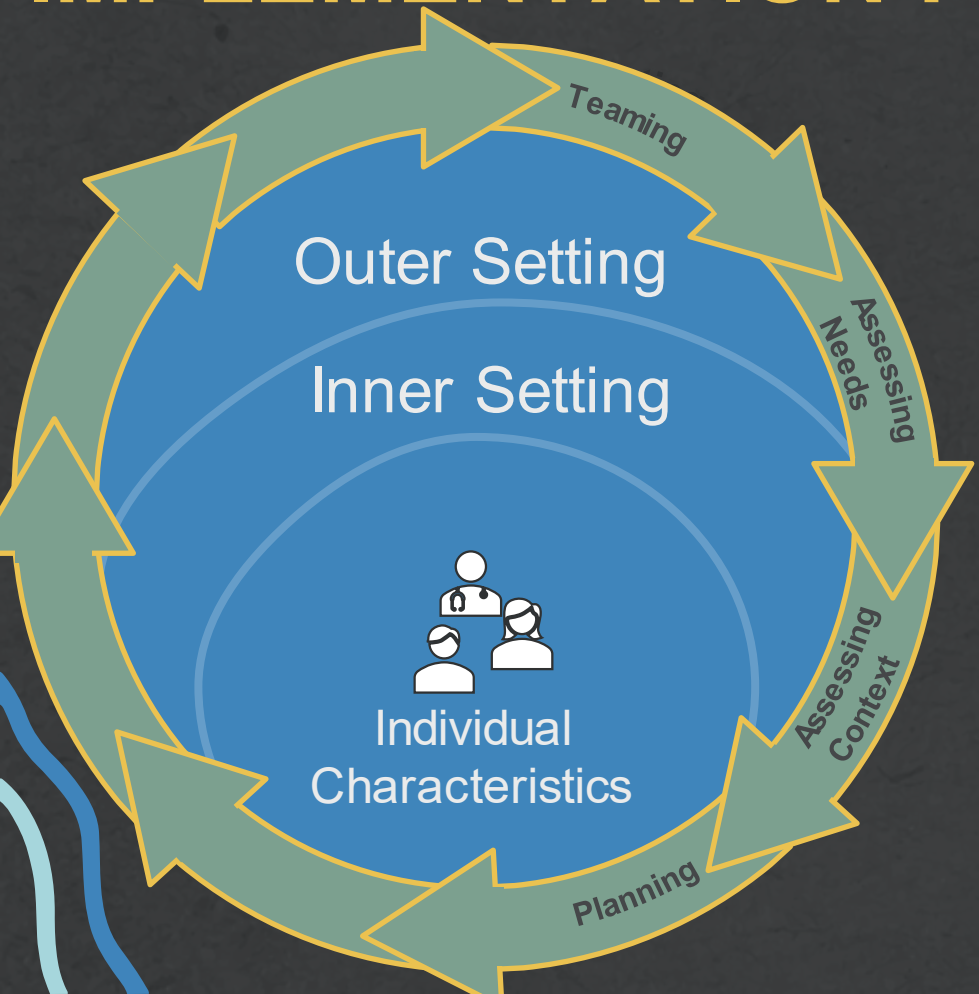 Teaming
Outer Setting
Assessing
Needs
Inner Setting
Assessing
Context
Individual
Characteristics
Planning